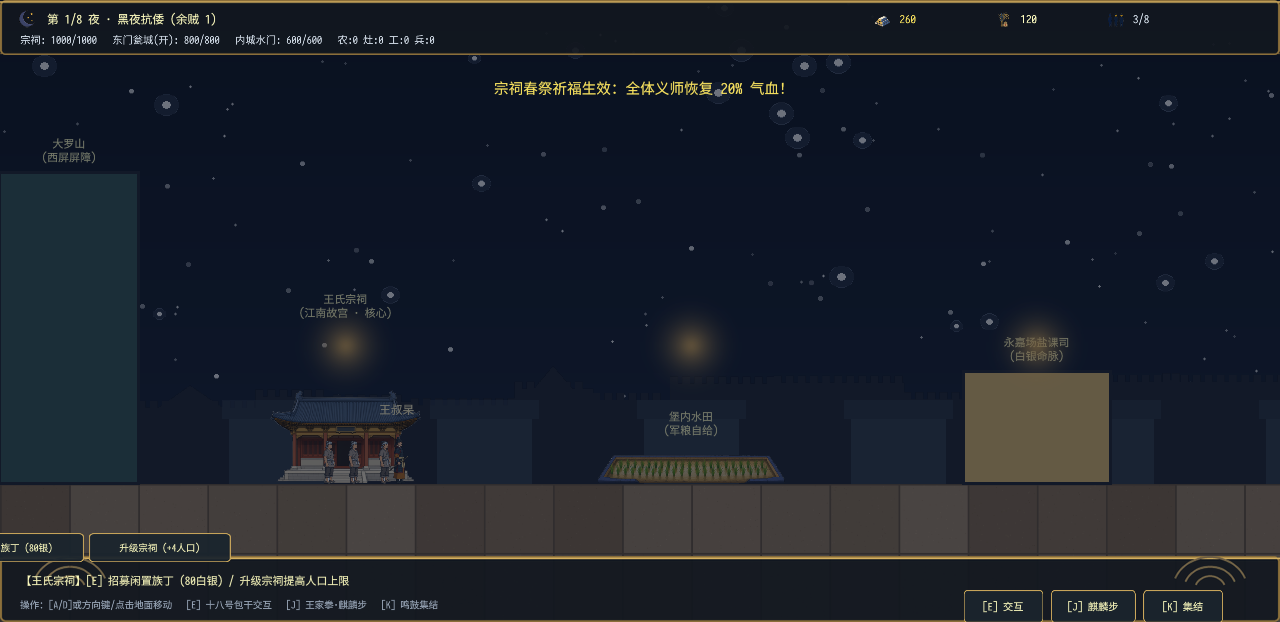 第 1/8 夜 · 黑夜抗倭 (余贼 1)
260
120
3/8
宗祠: 1000/1000 东门瓮城(开): 800/800 内城水门: 600/600 农:0 灶:0 工:0 兵:0
宗祠春祭祈福生效: 全体义师恢复 20% 气血!
大罗山
(西屏屏障)
王氏宗祠
(江南故宫 · 核心)
永嘉场盐课司
(白银命脉)
王叔杲
堡内水田
(军粮自给)
族丁 (80银)
升级宗祠 (+4人口)
【王氏宗祠】[E] 招募闲置族丁 (80白银) / 升级宗祠提高人口上限
操作: [A/D]或方向键/点击地面移动 [E] 十八号包干交互 [J] 王家拳·麒麟步 [K] 鸣鼓集结
[E] 交互
[J] 麒麟步
[K] 集结